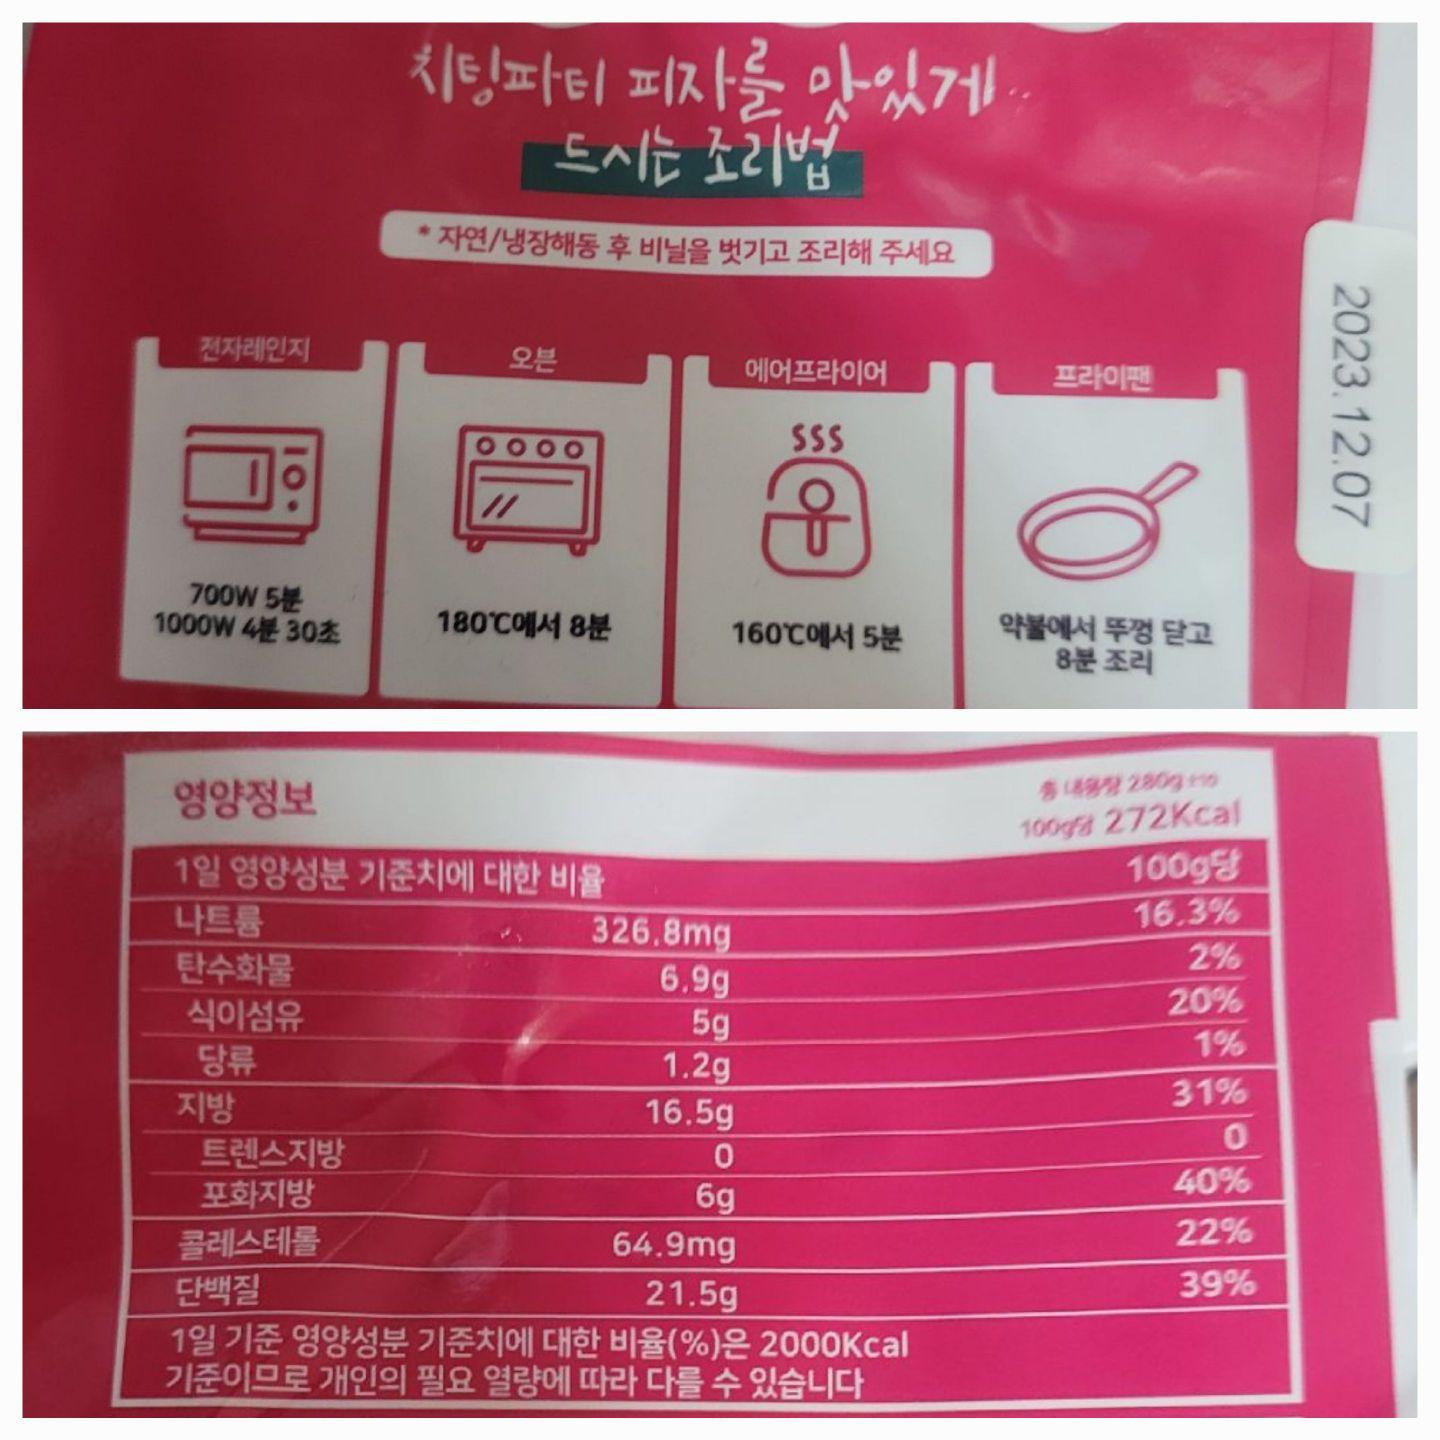 치팅파티 피자를 맛있게
드시는 조리법
* 자연/냉장해동 후 비닐을 벗기고 조리해 주세요
전자레인지
700W 5분
1000W 4분 30초
오븐
180℃에서 8분
에어프라이어
160℃에서 5분
프라이팬
약불에서 뚜껑 닫고
8분 조리
2023.12.07
영양정보
총 내용량 280g ±10
100g당 272Kcal
1일 영양성분 기준치에 대한 비율 100g당
나트륨 326.8mg 16.3%
탄수화물 6.9g 2%
식이섬유 5g 20%
당류 1.2g 1%
지방 16.5g 31%
트렌스지방 0 0
포화지방 6g 40%
콜레스테롤 64.9mg 22%
단백질 21.5g 39%
1일 기준 영양성분 기준치에 대한 비율(%)은 2000Kcal
기준이므로 개인의 필요 열량에 따라 다를 수 있습니다